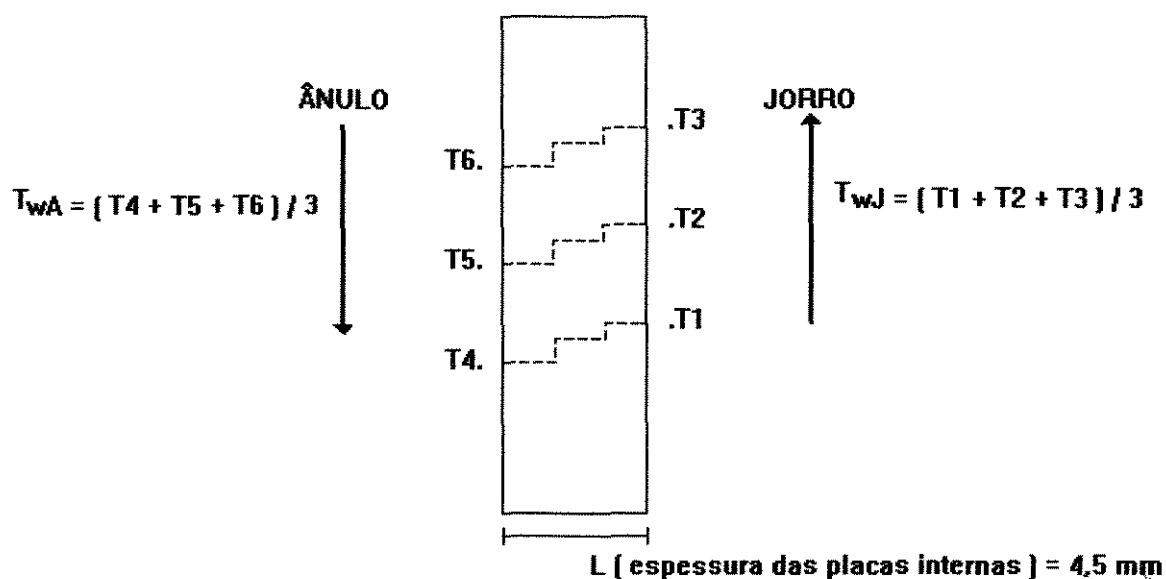 ÂNULO
JORRO
.T3
T6.
TwA = ( T4 + T5 + T6 ) / 3
TwJ = ( T1 + T2 + T3 ) / 3
.T2
T5.
.T1
T4.
L ( espessura das placas internas ) = 4,5 mm